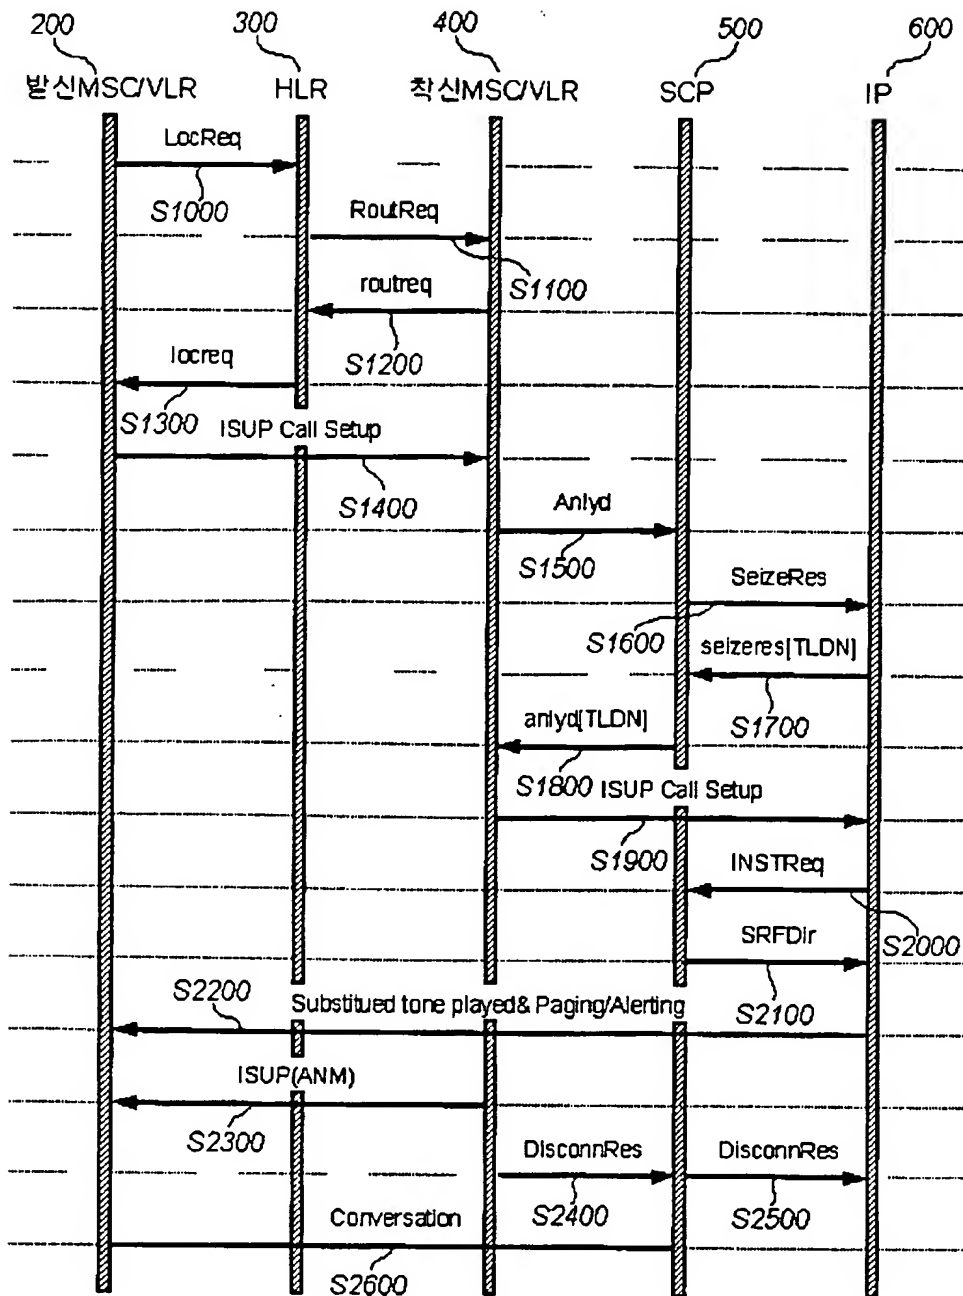 200
300
400
500
600
발신MSC/VLR
HLR
착신MSC/VLR
SCP
IP
LocReq
S1000
RoutReq
S1100
routreq
S1200
locreq
S1300
ISUP Call Setup
S1400
Anlyd
S1500
SeizeRes
S1600
seizeres[TLDN]
S1700
anlyd[TLDN]
S1800
ISUP Call Setup
S1900
INSTReq
S2000
SRFDir
S2100
S2200
Substitued tone played& Paging/Alerting
ISUP(ANM)
S2300
DisconnRes
DisconnRes
S2400
S2500
Conversation
S2600